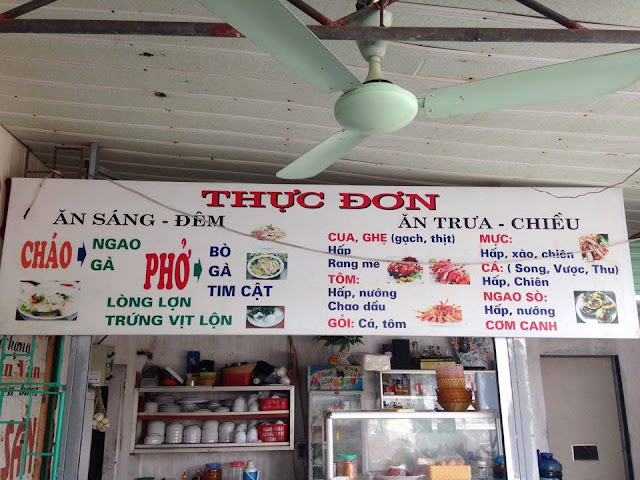 THỰC ĐƠN
ĂN SÁNG - ĐÊM
CHÁO
NGAO
GÀ
PHỞ
BÒ
GÀ
TIM CẬT
LÒNG LỢN
TRỨNG VỊT LỘN
ĂN TRƯA - CHIỀU
CUA, GHẸ (gạch, thịt)
Hấp
Rang me
TÔM:
Hấp, nướng
Chao dầu
GỎI: Cá, tôm
MỰC:
Hấp, xào, chiên
CÁ: ( Song, Vược, Thu)
Hấp, Chiên
NGAO SÒ:
Hấp, nướng
CƠM CANH